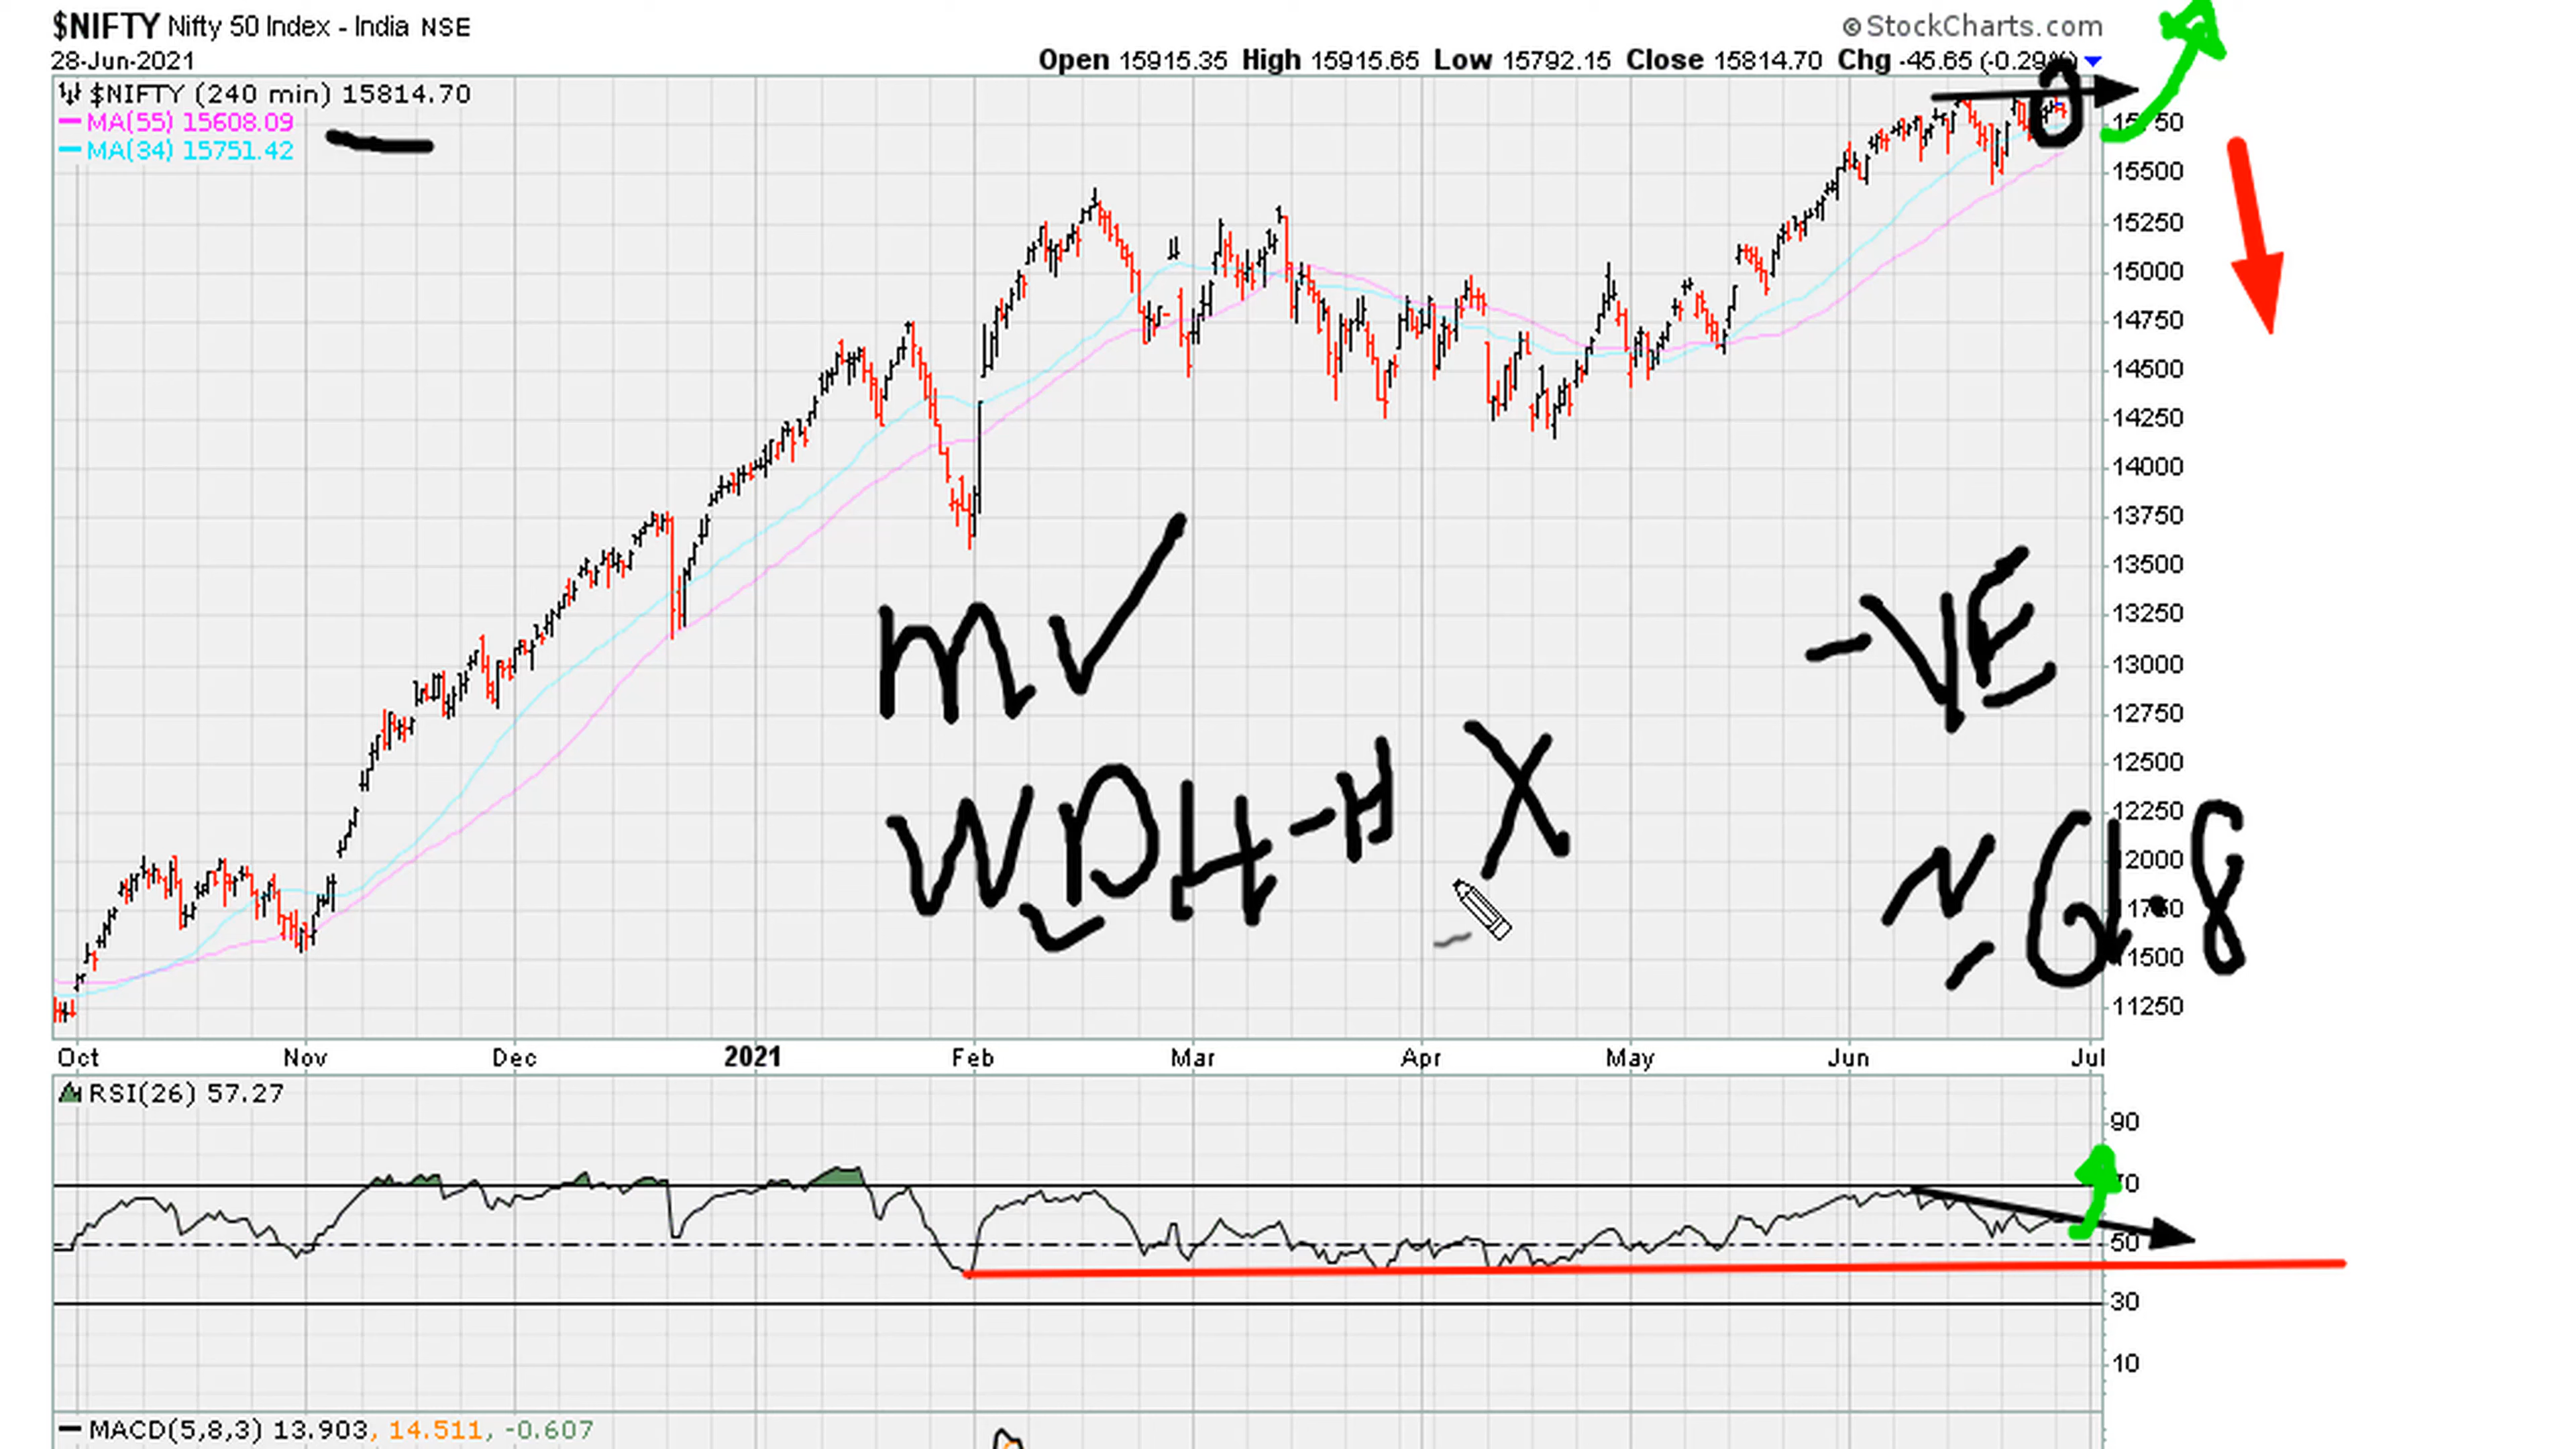 $NIFTY Nifty 50 Index - India NSE © StockCharts.com
28-Jun-2021 Open 15915.35 High 15915.65 Low 15792.15 Close 15814.70 Chg -45.65 (-0.29%)
$NIFTY (240 min) 15814.70
MA(55) 15608.09
MA(34) 15751.42
15750
15500
15250
15000
14750
14500
14250
14000
13750
13500
13250
13000
12750
12500
12250
12000
11750
11500
11250
M ✓
-VE
WDH-H X
N 61.8
Oct Nov Dec 2021 Feb Mar Apr May Jun Jul
RSI(26) 57.27
90
70
50
30
10
MACD(5,8,3) 13.903, 14.511, -0.607